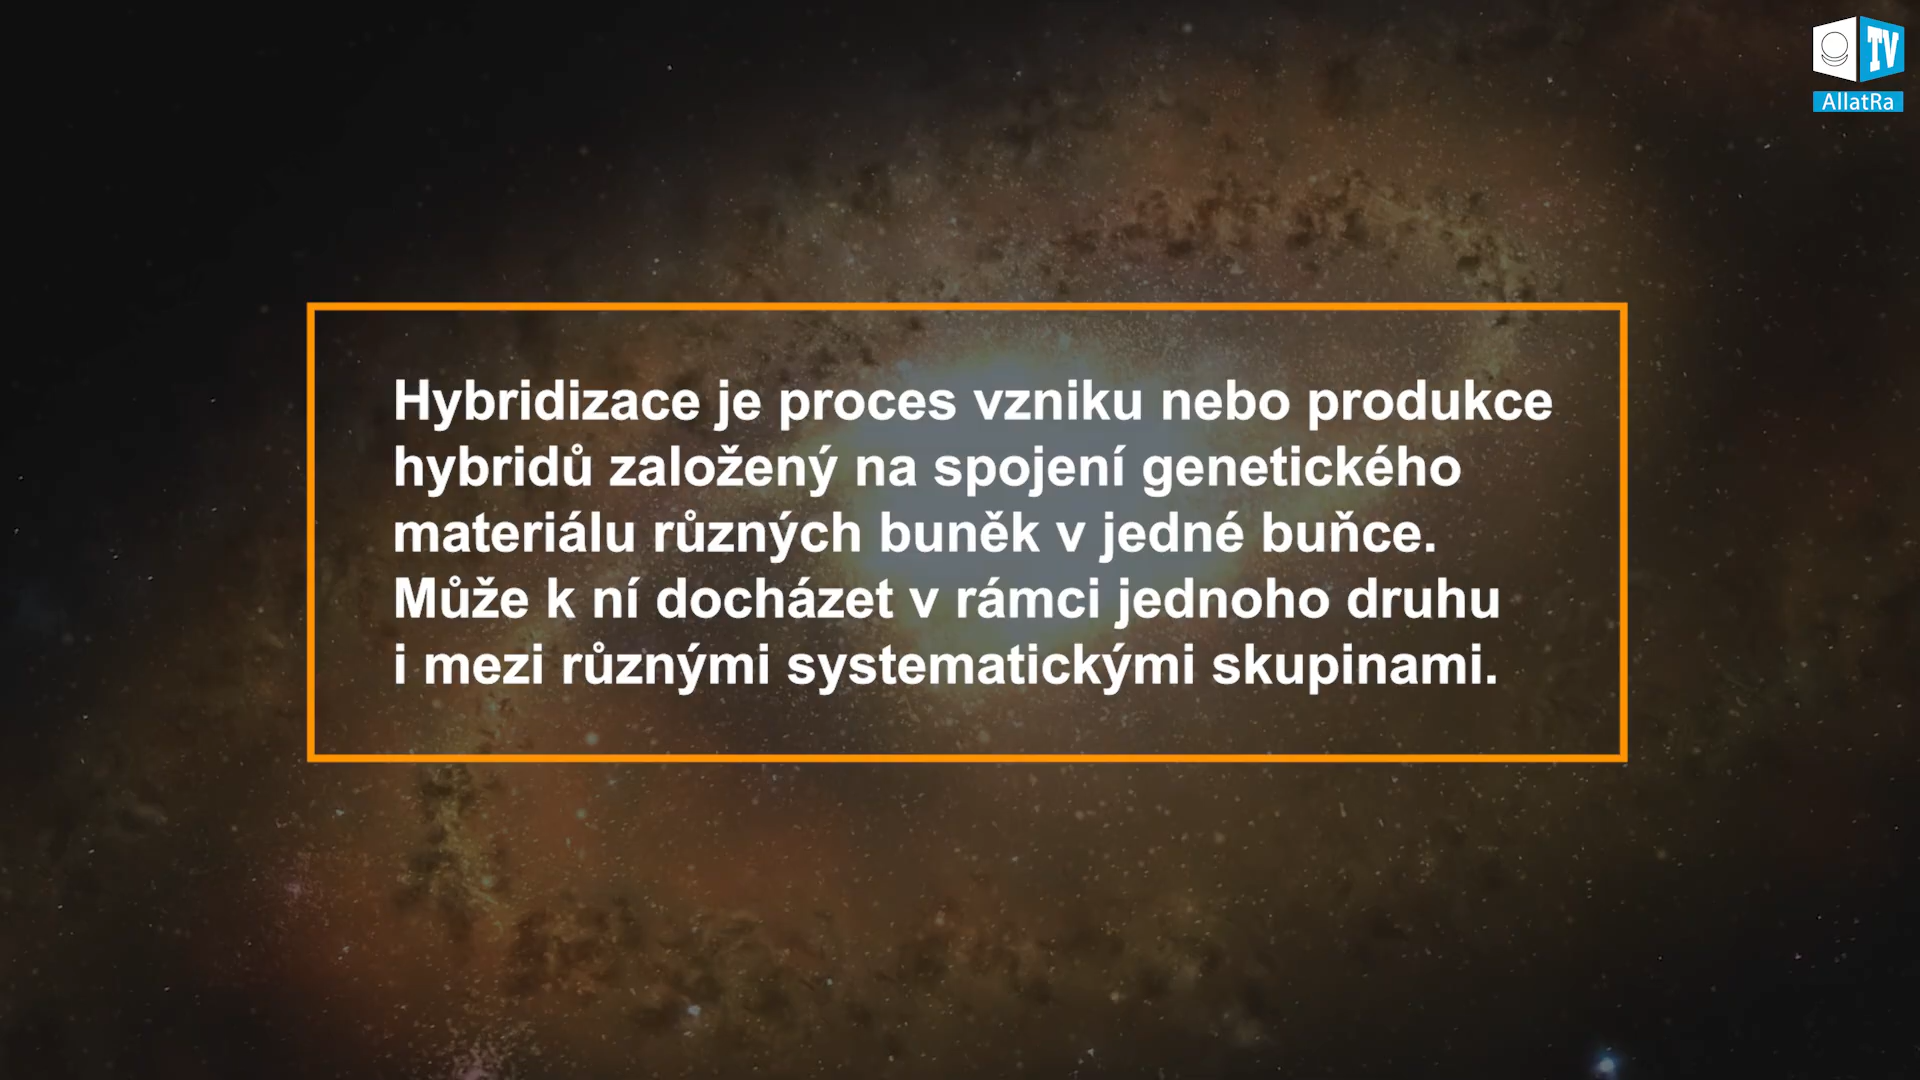 TV
AllatRa
Hybridizace je proces vzniku nebo produkce
hybridů založený na spojení genetického
materiálu různých buněk v jedné buňce.
Může k ní docházet v rámci jednoho druhu
i mezi různými systematickými skupinami.